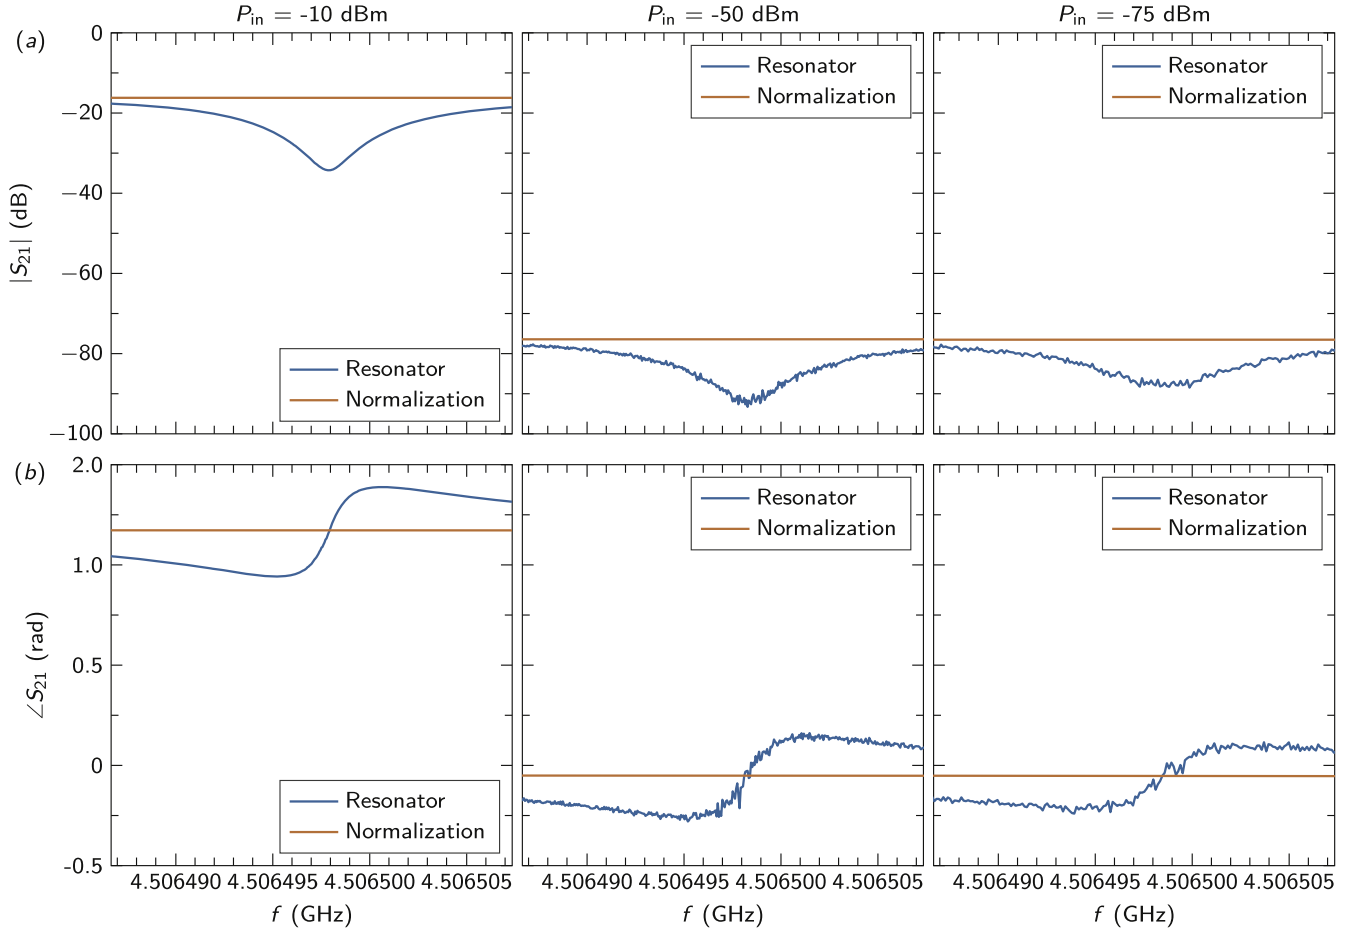 P_in = -10 dBm
P_in = -50 dBm
P_in = -75 dBm
(a)
|S_21| (dB)
0
−20
−40
−60
−80
−100
Resonator
Normalization
Resonator
Normalization
Resonator
Normalization
(b)
∠S_21 (rad)
2.0
1.0
0.5
0
-0.5
Resonator
Normalization
Resonator
Normalization
Resonator
Normalization
4.506490 4.506495 4.506500 4.506505
4.506490 4.506495 4.506500 4.506505
4.506490 4.506495 4.506500 4.506505
f (GHz)
f (GHz)
f (GHz)